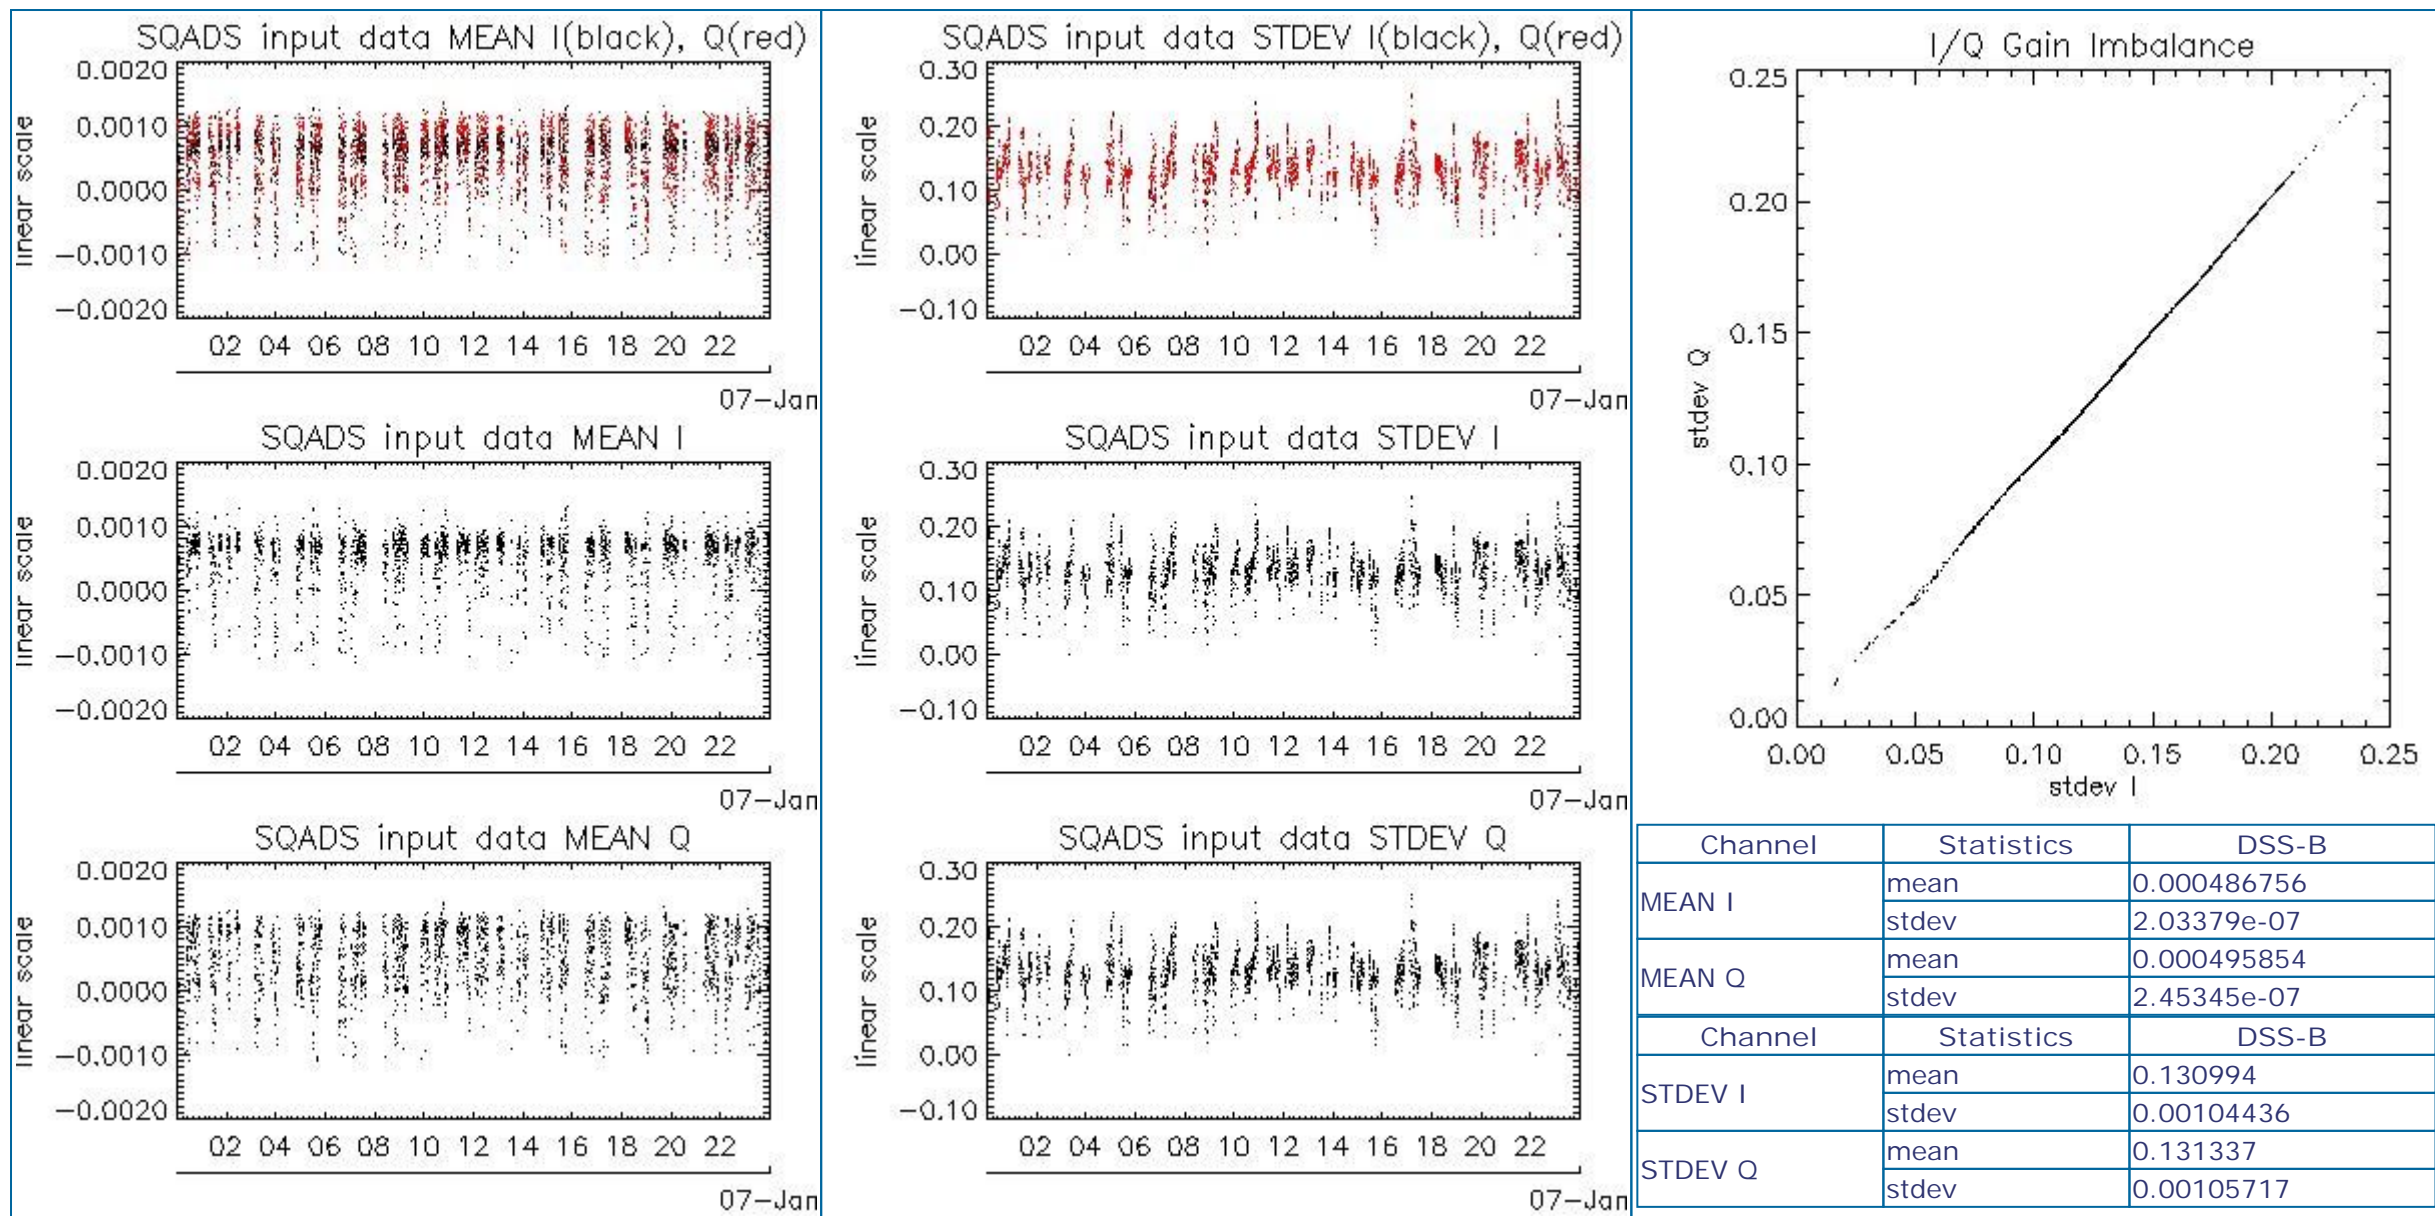 SQADS input data MEAN I(black), Q(red)
linear scale
0.0020
0.0010
0.0000
−0.0010
−0.0020
02 04 06 08 10 12 14 16 18 20 22
07−Jan
SQADS input data MEAN I
linear scale
0.0020
0.0010
0.0000
−0.0010
−0.0020
02 04 06 08 10 12 14 16 18 20 22
07−Jan
SQADS input data MEAN Q
linear scale
0.0020
0.0010
0.0000
−0.0010
−0.0020
02 04 06 08 10 12 14 16 18 20 22
07−Jan
SQADS input data STDEV I(black), Q(red)
linear scale
0.30
0.20
0.10
0.00
−0.10
02 04 06 08 10 12 14 16 18 20 22
07−Jan
SQADS input data STDEV I
linear scale
0.30
0.20
0.10
0.00
−0.10
02 04 06 08 10 12 14 16 18 20 22
07−Jan
SQADS input data STDEV Q
linear scale
0.30
0.20
0.10
0.00
−0.10
02 04 06 08 10 12 14 16 18 20 22
07−Jan
I/Q Gain Imbalance
stdev Q
0.25
0.20
0.15
0.10
0.05
0.00
0.00 0.05 0.10 0.15 0.20 0.25
stdev I
Channel Statistics DSS-B
MEAN I mean 0.000486756
stdev 2.03379e-07
MEAN Q mean 0.000495854
stdev 2.45345e-07
Channel Statistics DSS-B
STDEV I mean 0.130994
stdev 0.00104436
STDEV Q mean 0.131337
stdev 0.00105717